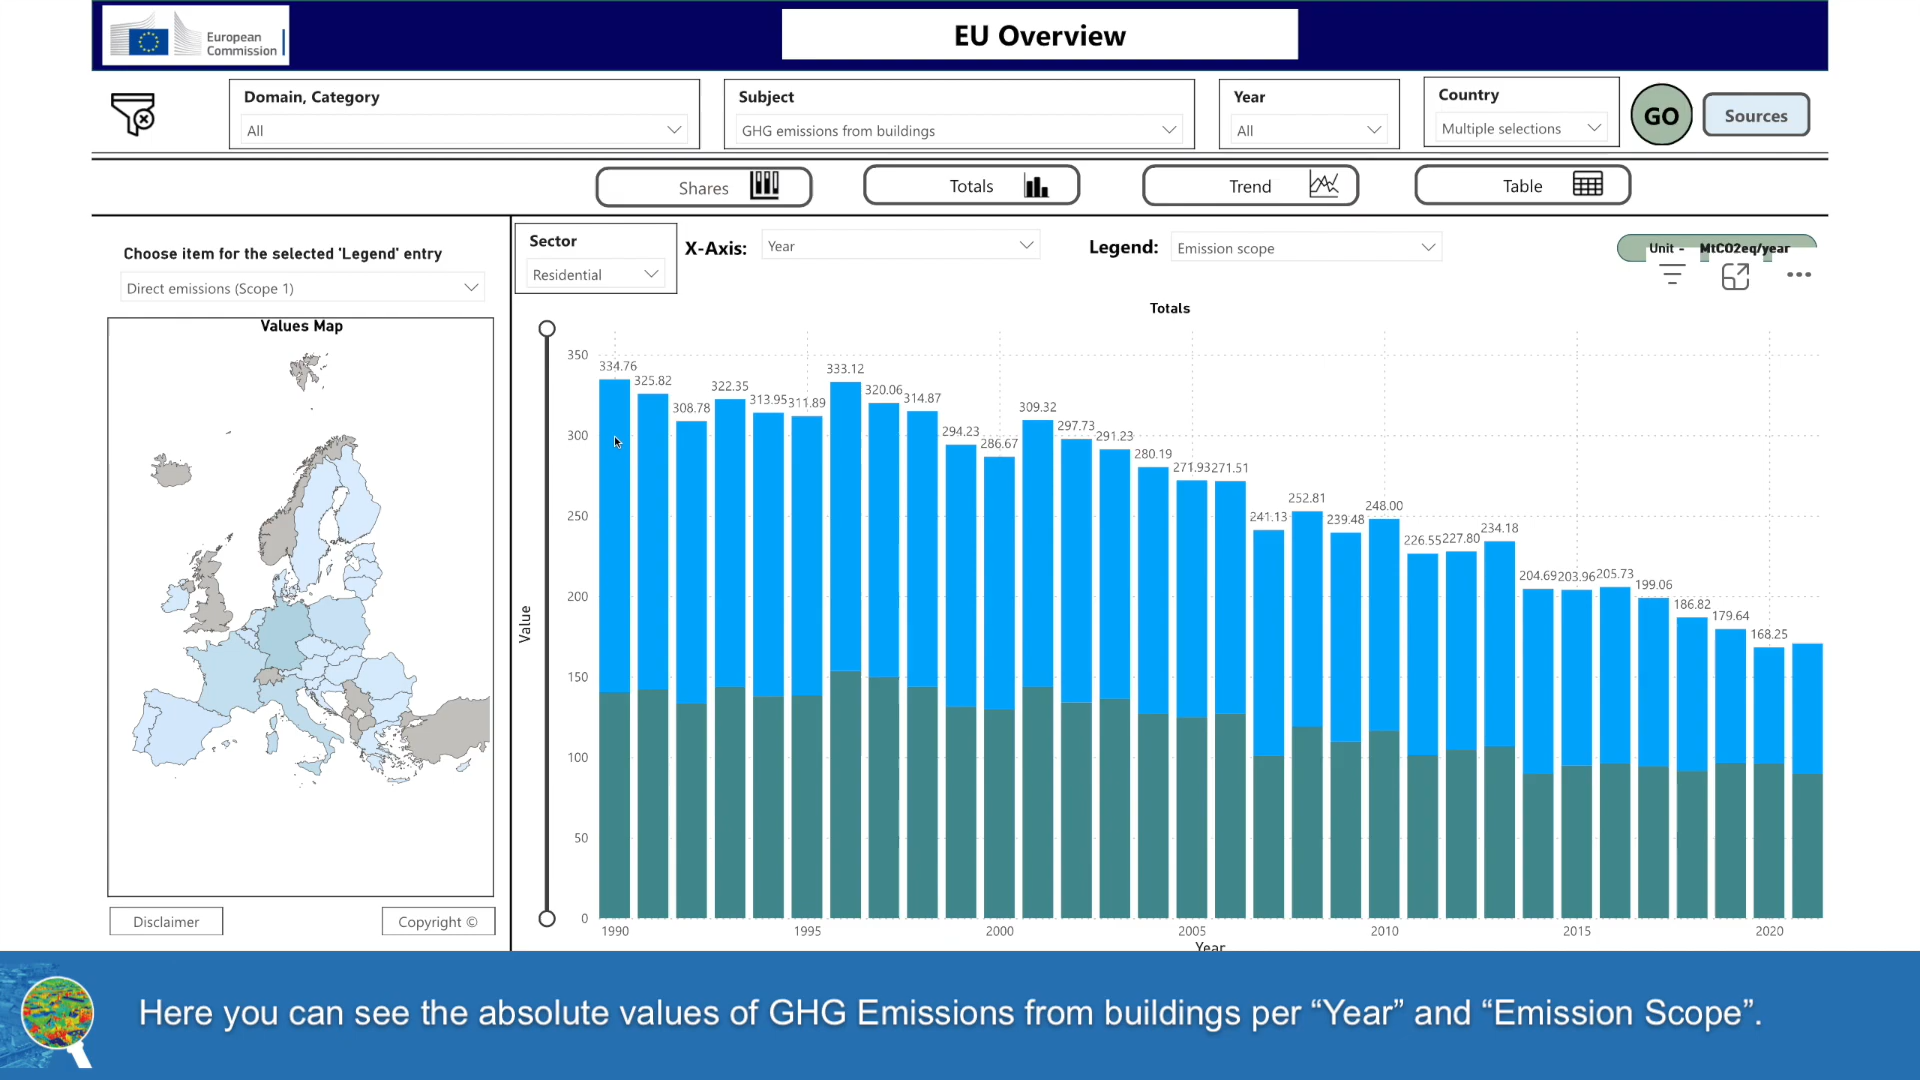 European
Commission
EU Overview
Domain, Category
All
Subject
GHG emissions from buildings
Year
All
Country
Multiple selections
GO
Sources
Shares
Totals
Trend
Table
Choose item for the selected 'Legend' entry
Direct emissions (Scope 1)
Values Map
Disclaimer
Copyright ©
Sector
Residential
X-Axis:
Year
Legend:
Emission scope
Unit - MtCO2eq/year
Totals
Value
350
300
250
200
150
100
50
0
334.76
325.82
308.78
322.35
313.95
311.89
333.12
320.06
314.87
294.23
286.67
309.32
297.73
291.23
280.19
271.93
271.51
241.13
252.81
239.48
248.00
226.55
227.80
234.18
204.69
203.96
205.73
199.06
186.82
179.64
168.25
1990
1995
2000
2005
2010
2015
2020
Year
Here you can see the absolute values of GHG Emissions from buildings per “Year” and “Emission Scope”.